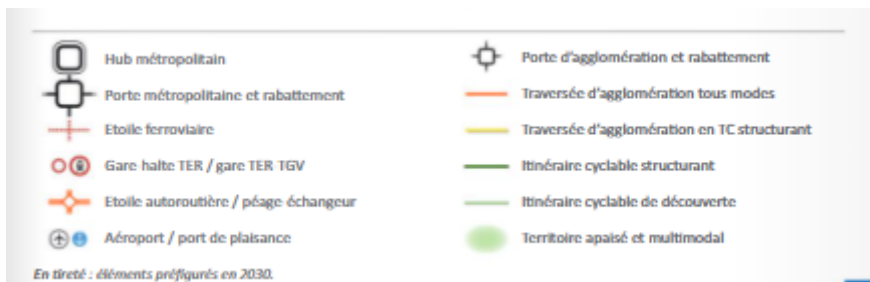 Hub métropolitain
Porte métropolitaine et rabattement
Etoile ferroviaire
Gare halte TER / gare TER TGV
Etoile autoroutière / péage échangeur
Aéroport / port de plaisance
Porte d'agglomération et rabattement
Traversée d'agglomération tous modes
Traversée d'agglomération en TC structurant
Itinéraire cyclable structurant
Itinéraire cyclable de découverte
Territoire apaisé et multimodal
En tireté : éléments préfigurés en 2030.